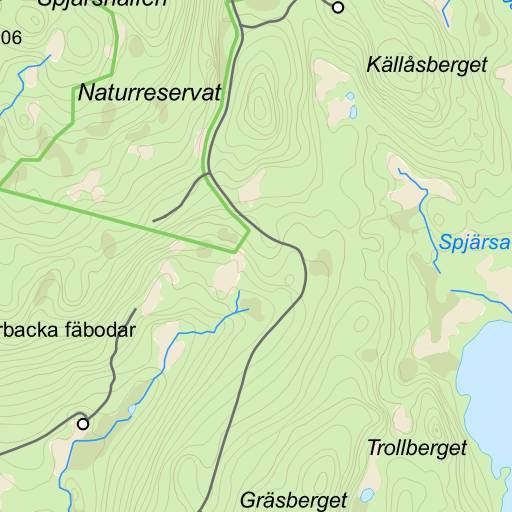 Spjärshällen
06
Källåsberget
Naturreservat
Spjärsa
rbacka fäbodar
Trollberget
Gräsberget